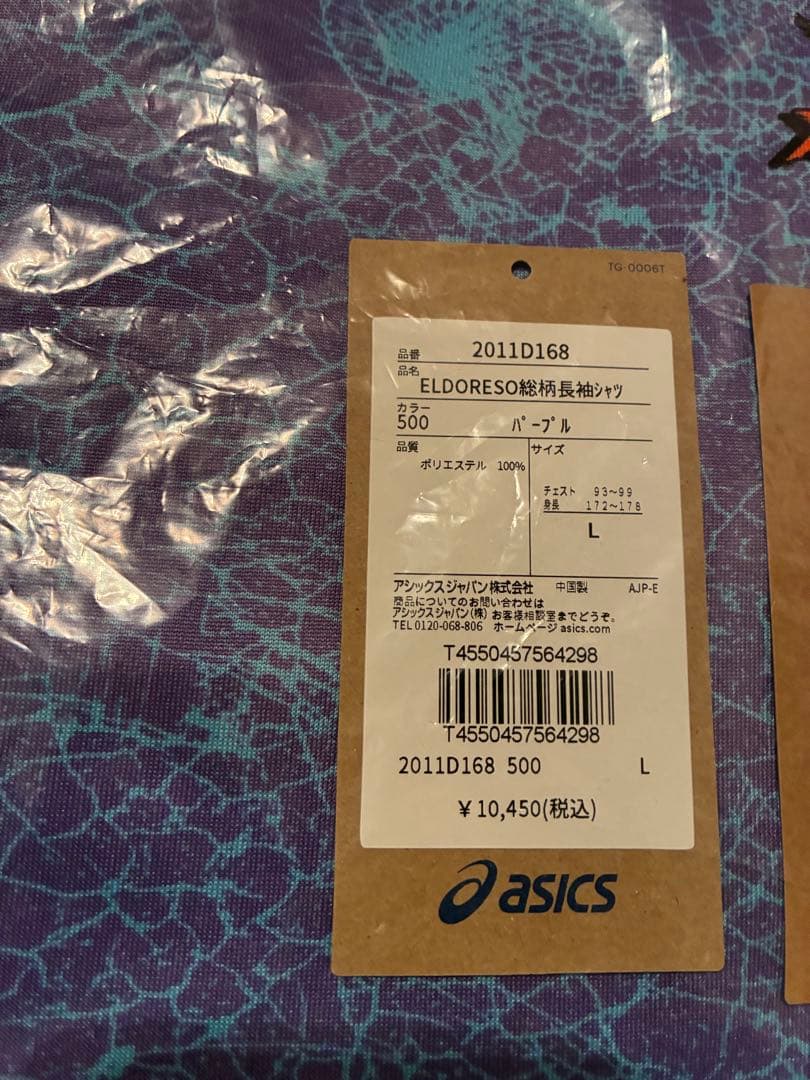 TG-0006T
品番 2011D168
品名 ELDORESO総柄長袖ｼｬﾂ
カラー
500 ﾊﾟｰﾌﾟﾙ
品質
ポリエステル 100%
サイズ
チェスト 93～99
身長 172～178
L
アシックスジャパン株式会社 中国製 AJP-E
商品についてのお問い合わせは
アシックスジャパン(株) お客様相談室までどうぞ。
TEL 0120-068-806 ホームページ asics.com
T4550457564298
T4550457564298
2011D168 500 L
￥10,450(税込)
asics